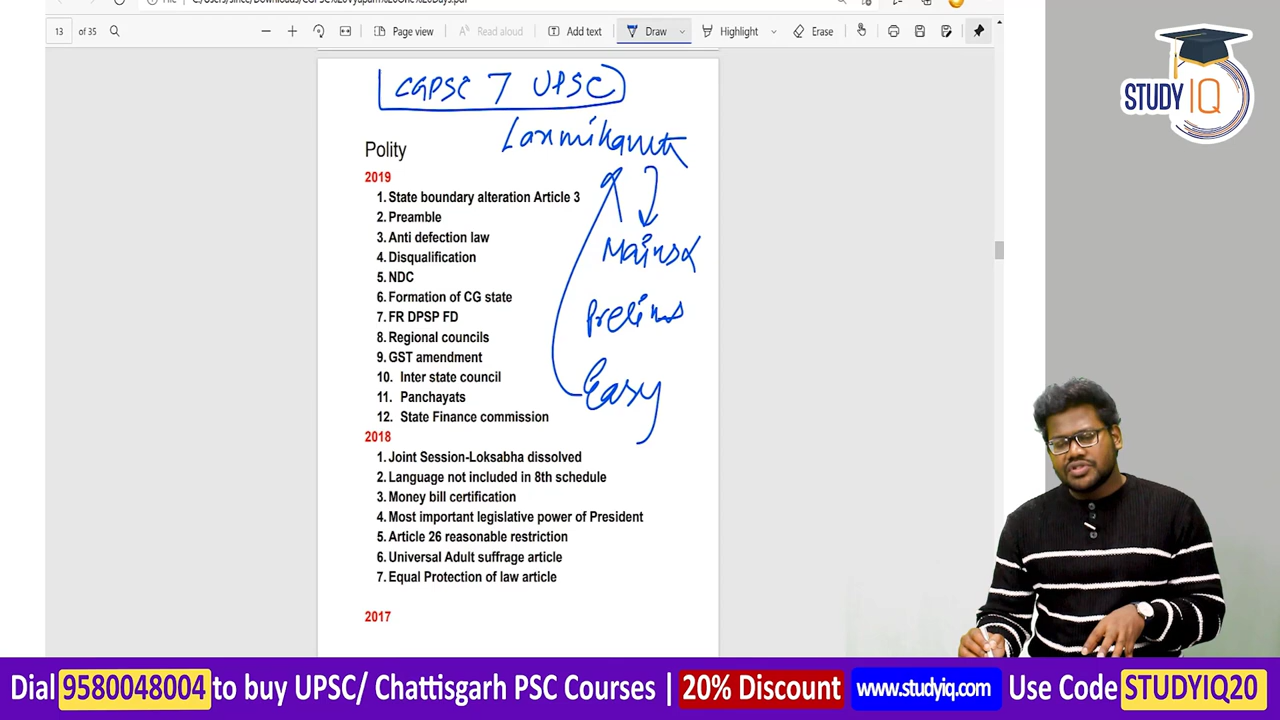 13 of 35
Page view
Read aloud
Add text
Draw
Highlight
Erase
CGPSC 7 UPSC
Laxmikanth
Polity
2019
1. State boundary alteration Article 3
2. Preamble
3. Anti defection law
4. Disqualification
5. NDC
6. Formation of CG state
7. FR DPSP FD
8. Regional councils
9. GST amendment
10. Inter state council
11. Panchayats
12. State Finance commission
Mains
Prelims
Easy
2018
1. Joint Session-Loksabha dissolved
2. Language not included in 8th schedule
3. Money bill certification
4. Most important legislative power of President
5. Article 26 reasonable restriction
6. Universal Adult suffrage article
7. Equal Protection of law article
2017
STUDY IQ
Dial 9580048004 to buy UPSC/ Chattisgarh PSC Courses | 20% Discount www.studyiq.com Use Code STUDYIQ20